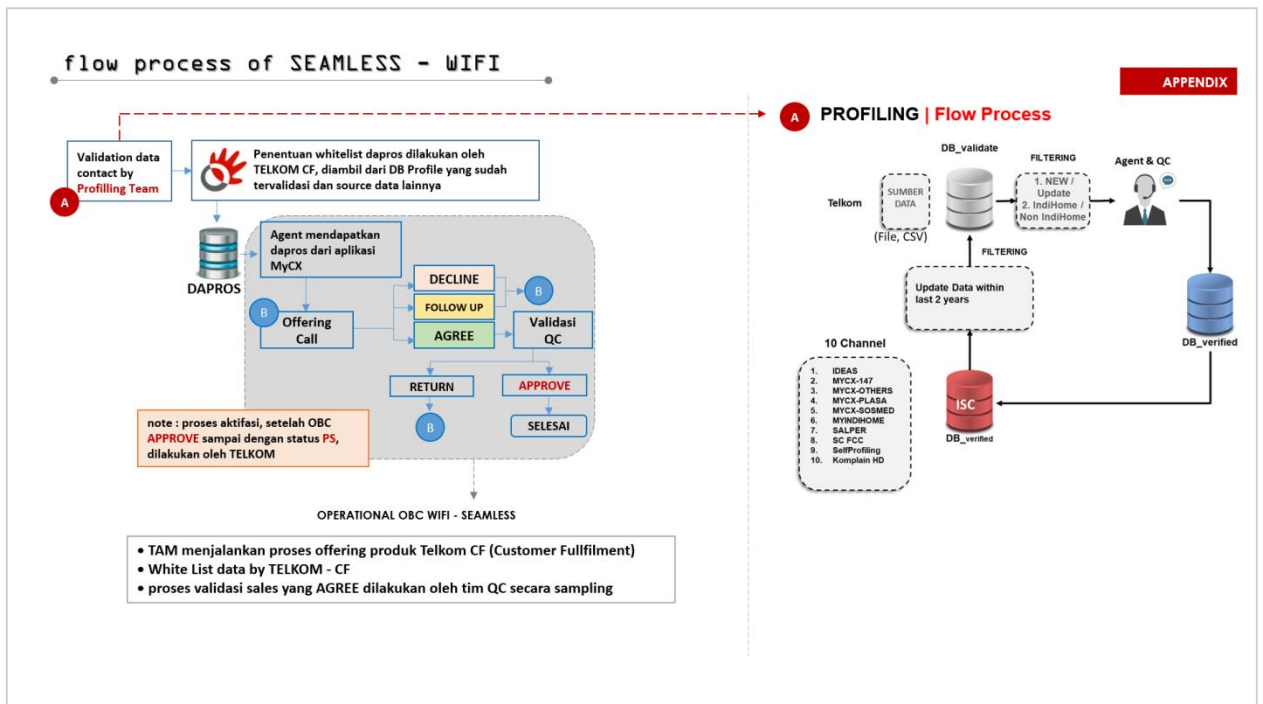 flow process of SEAMLESS - WIFI
APPENDIX
Validation data
contact by
Profilling Team
A
Penentuan whitelist dapros dilakukan oleh
TELKOM CF, diambil dari DB Profile yang sudah
tervalidasi dan source data lainnya
DAPROS
Agent mendapatkan
dapros dari aplikasi
MyCX
B
Offering
Call
DECLINE
FOLLOW UP
AGREE
B
Validasi
QC
RETURN
APPROVE
B
SELESAI
note : proses aktifasi, setelah OBC
APPROVE sampai dengan status PS,
dilakukan oleh TELKOM
OPERATIONAL OBC WIFI - SEAMLESS
• TAM menjalankan proses offering produk Telkom CF (Customer Fullfilment)
• White List data by TELKOM - CF
• proses validasi sales yang AGREE dilakukan oleh tim QC secara sampling
A
PROFILING | Flow Process
DB_validate
FILTERING
Agent & QC
Telkom
SUMBER
DATA
(File, CSV)
1. NEW /
Update
2. IndiHome /
Non IndiHome
FILTERING
Update Data within
last 2 years
DB_verified
10 Channel
1. IDEAS
2. MYCX-147
3. MYCX-OTHERS
4. MYCX-PLASA
5. MYCX-SOSMED
6. MYINDIHOME
7. SALPER
8. SC FCC
9. SelfProfiling
10. Komplain HD
ISC
DB_verified